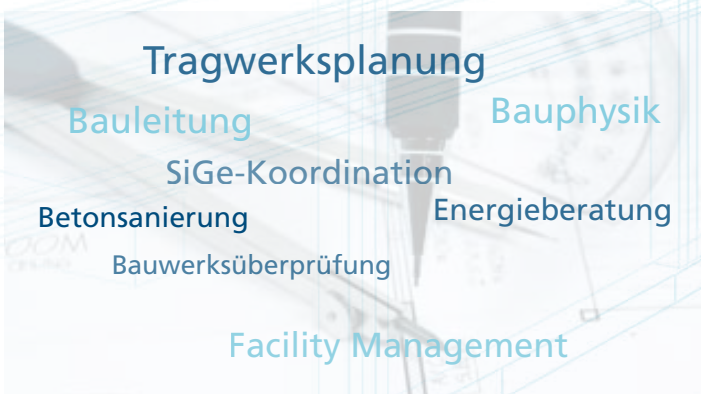 Tragwerksplanung
Bauleitung
Bauphysik
SiGe-Koordination
Betonsanierung
Energieberatung
Bauwerksüberprüfung
Facility Management